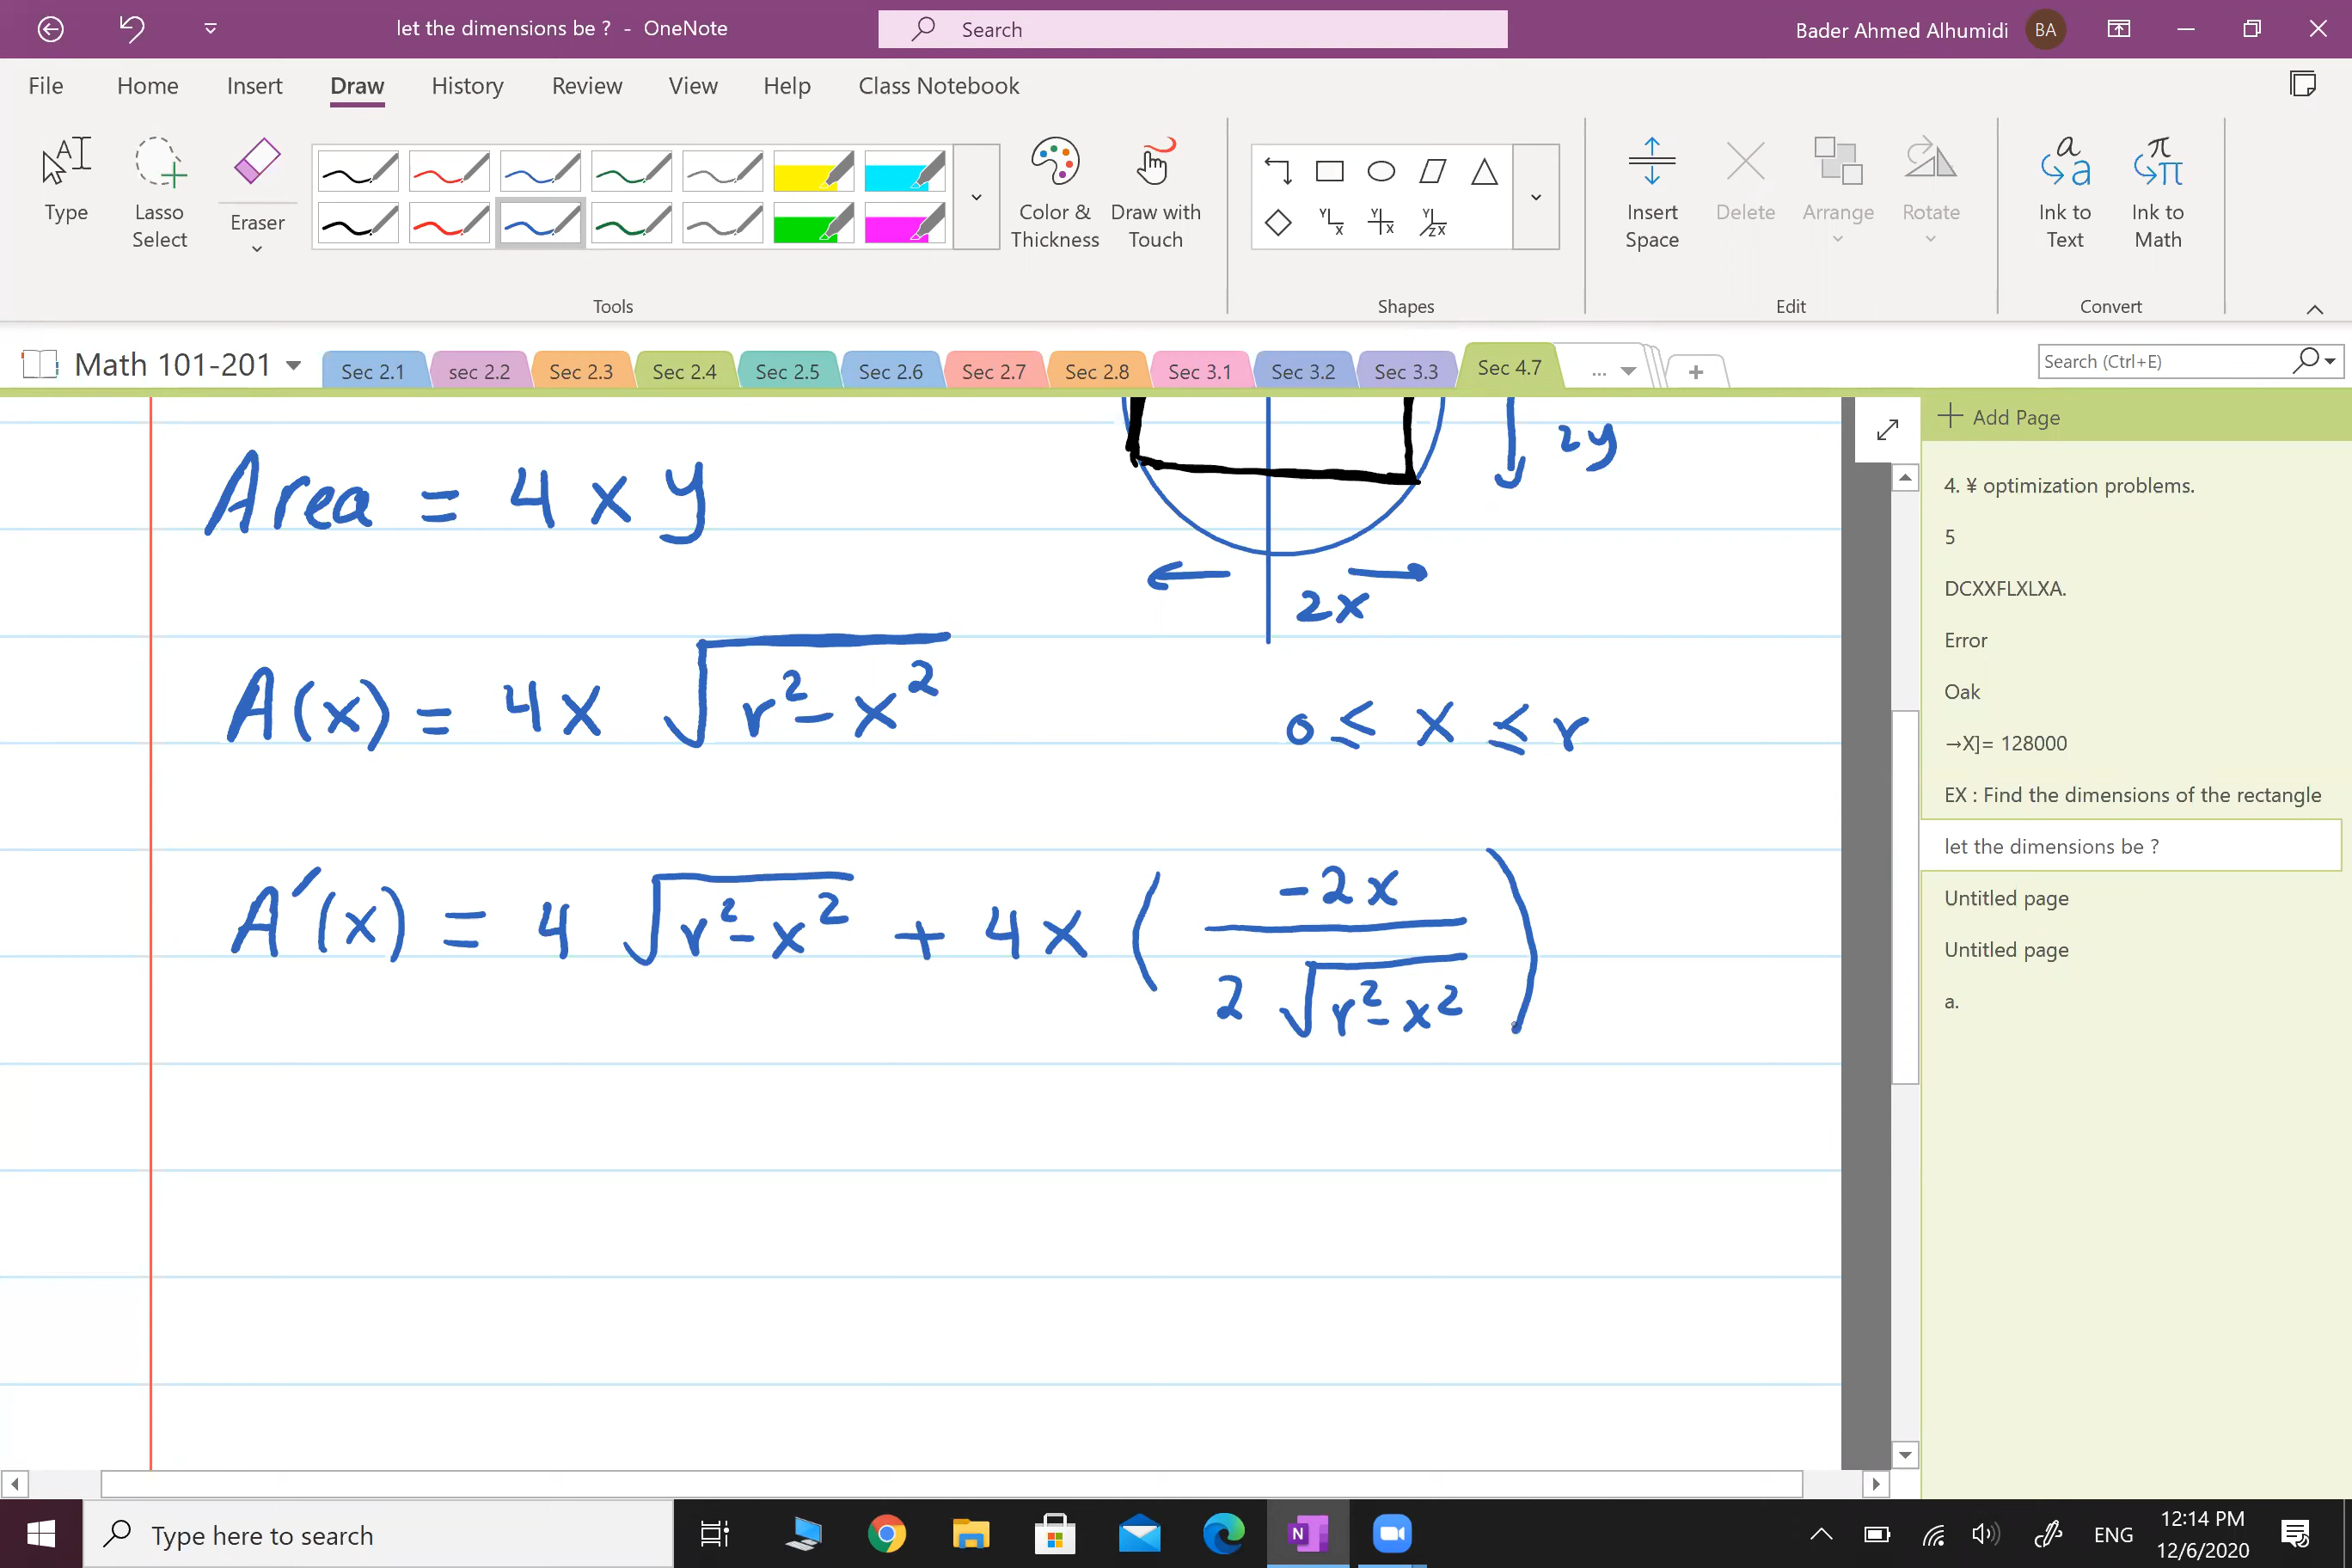 let the dimensions be ? - OneNote
Search
Bader Ahmed Alhumidi
BA
File Home Insert Draw History Review View Help Class Notebook
Type
Lasso Select
Eraser
Color & Thickness
Draw with Touch
Insert Space
Delete
Arrange
Rotate
Ink to Text
Ink to Math
Tools
Shapes
Edit
Convert
Math 101-201
Sec 2.1 sec 2.2 Sec 2.3 Sec 2.4 Sec 2.5 Sec 2.6 Sec 2.7 Sec 2.8 Sec 3.1 Sec 3.2 Sec 3.3 Sec 4.7 ... +
Search (Ctrl+E)
2y
Area = 4 x y
2x
A(x) = 4x √(r² - x²)
0 ≤ x ≤ r
A′(x) = 4 √(r² - x²) + 4x ( -2x / 2 √(r² - x²) )
Add Page
4. ¥ optimization problems.
5
DCXXFLXLXA.
Error
Oak
→X]= 128000
EX : Find the dimensions of the rectangle
let the dimensions be ?
Untitled page
Untitled page
a.
Type here to search
ENG
12:14 PM
12/6/2020